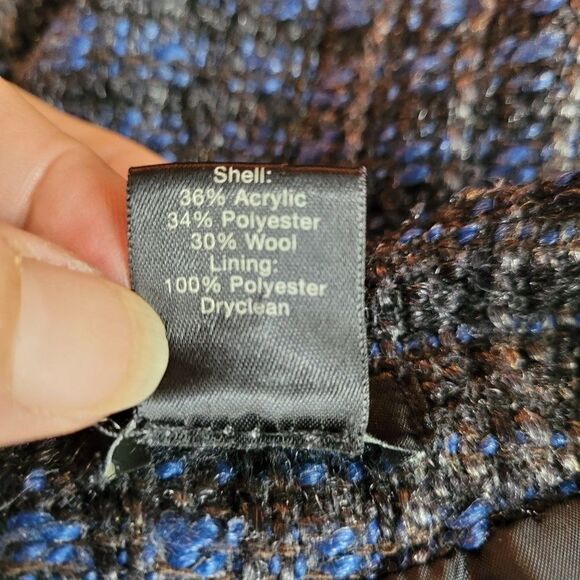 Shell:
36% Acrylic
34% Polyester
30% Wool
Lining:
100% Polyester
Dryclean